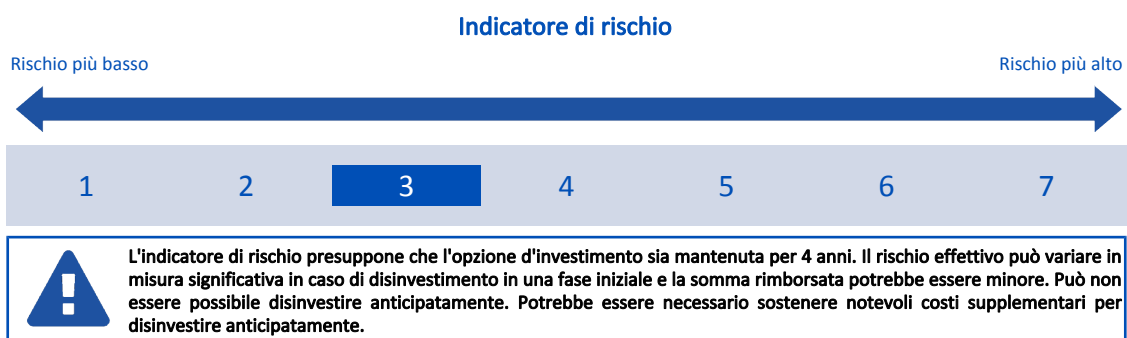 Indicatore di rischio
Rischio più basso Rischio più alto
1 2 3 4 5 6 7
L'indicatore di rischio presuppone che l'opzione d'investimento sia mantenuta per 4 anni. Il rischio effettivo può variare in
misura significativa in caso di disinvestimento in una fase iniziale e la somma rimborsata potrebbe essere minore. Può non
essere possibile disinvestire anticipatamente. Potrebbe essere necessario sostenere notevoli costi supplementari per
disinvestire anticipatamente.